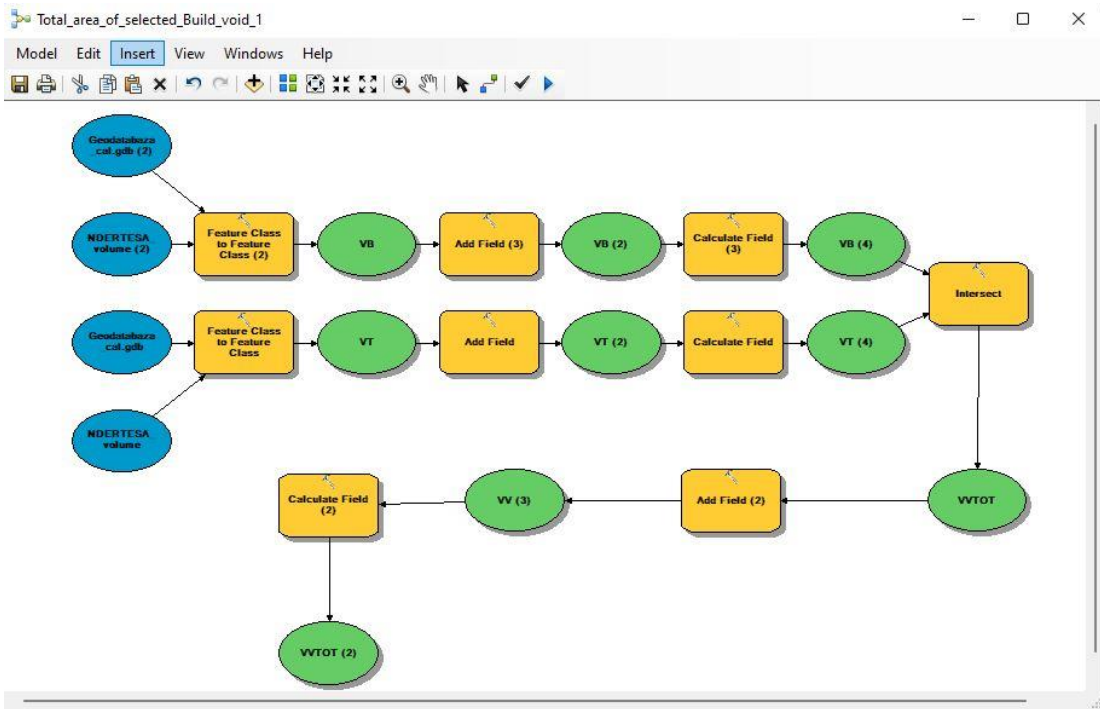 Total_area_of_selected_Build_void_1
Model Edit Insert View Windows Help
Geodatabaza
_cal.gdb (2)
NDERTESA_
volume (2)
Feature Class
to Feature
Class (2)
VB
Add Field (3)
VB (2)
Calculate Field
(3)
VB (4)
Intersect
Geodatabaza
cal.gdb
Feature Class
to Feature
Class
VT
Add Field
VT (2)
Calculate Field
VT (4)
NDERTESA_
volume
Calculate Field
(2)
VV (3)
Add Field (2)
VVTOT
VVTOT (2)